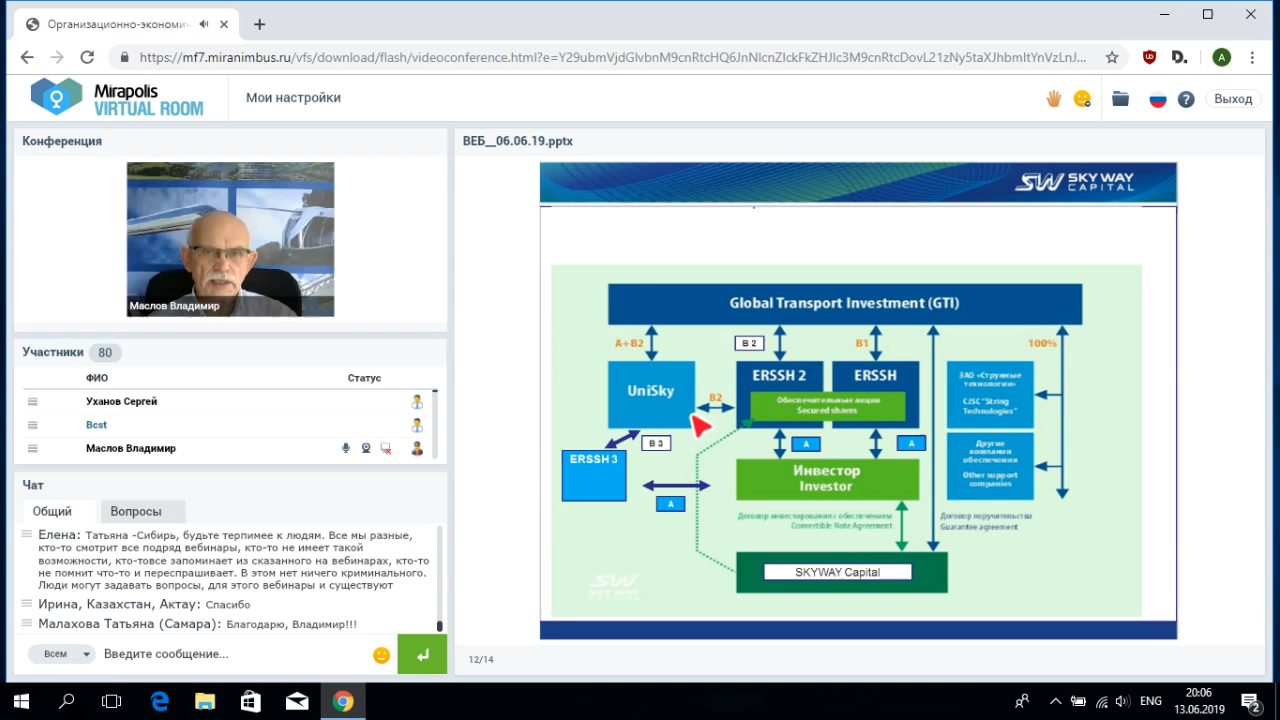 Организационно-экономич
https://mf7.miranimbus.ru/vfs/download/flash/videoconference.html?e=Y29ubmVjdGlvbnM9cnRtcHQ6JnNlcnZlckFkZHJlc3M9cnRtcDovL21zNy5taXJhbmltYnVzLnJ...
Mirapolis
VIRTUAL ROOM
Мои настройки
Выход
Конференция
Маслов Владимир
Участники 80
ФИО Статус
Уханов Сергей
Bcst
Маслов Владимир
Чат
Общий Вопросы
Елена: Татьяна -Сибирь, будьте терпимее к людям. Все мы разные,
кто-то смотрит все подряд вебинары, кто-то не имеет такой
возможности, кто-товсе запоминает из сказанного на вебинарах, кто-то
не помнит что-то и переспрашивает. В этом нет ничего криминального.
Люди могут задавать вопросы, для этого вебинары и существуют
Ирина, Казахстан, Актау: Спасибо
Малахова Татьяна (Самара): Благодарю, Владимир!!!
Всем Введите сообщение...
ВЕБ__06.06.19.pptx
SW SKY WAY
CAPITAL
Global Transport Investment (GTI)
A+B2
B 2
B1
100%
UniSky
ERSSH 2
ERSSH
Обеспечительные акции
Secured shares
B2
ЗАО «Струнные
технологии»
CJSC "String
Technologies"
B 3
A
A
ERSSH 3
A
Инвестор
Investor
Другие
компании
обеспечения
Other support
companies
Договор инвестирования с обеспечением
Convertible Note Agreement
Договор поручительства
Guarantee agreement
SKYWAY Capital
SW
12/14
ENG
20:06
13.06.2019
2